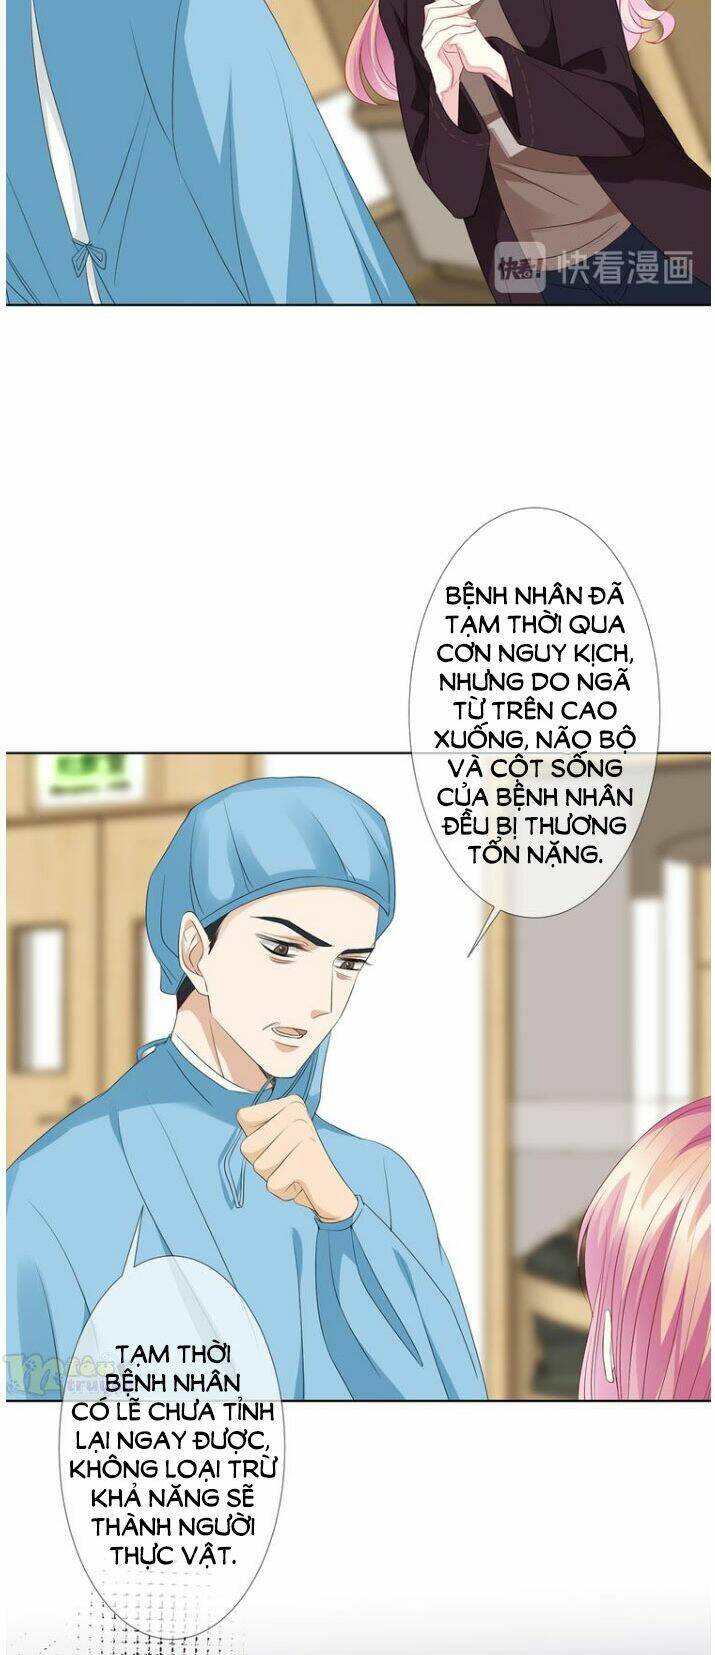 快看! 快看漫画
BỆNH NHÂN ĐÃ
TẠM THỜI QUA
CƠN NGUY KỊCH,
NHƯNG DO NGÃ
TỪ TRÊN CAO
XUỐNG, NÃO BỘ
VÀ CỘT SỐNG
CỦA BỆNH NHÂN
ĐỀU BỊ THƯƠNG
TỔN NẶNG.
TẠM THỜI
BỆNH NHÂN
CÓ LẼ CHƯA TỈNH
LẠI NGAY ĐƯỢC,
KHÔNG LOẠI TRỪ
KHẢ NĂNG SẼ
THÀNH NGƯỜI
THỰC VẬT.